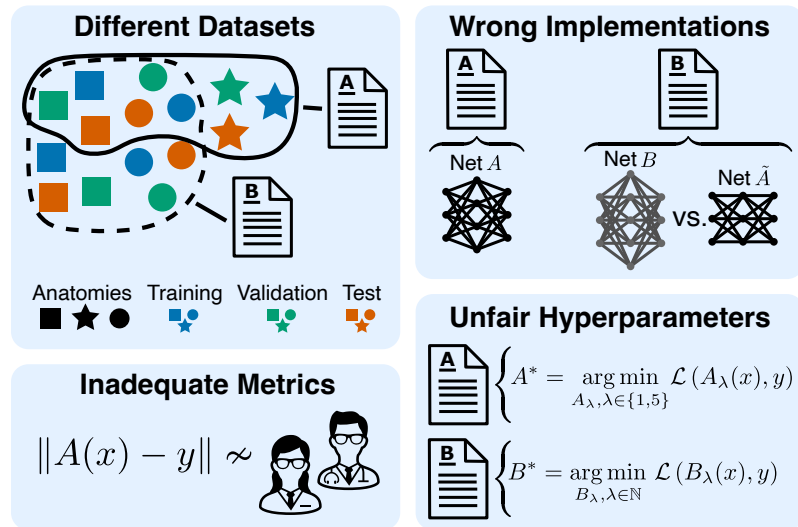 Different Datasets
A
B
Anatomies Training Validation Test
Inadequate Metrics
‖A(x) − y‖ ≁
Wrong Implementations
A B
Net A Net B Net Ã
vs.
Unfair Hyperparameters
A
A* = arg min L (A_λ(x), y)
A_λ, λ∈{1,5}
B
B* = arg min L (B_λ(x), y)
B_λ, λ∈ℕ